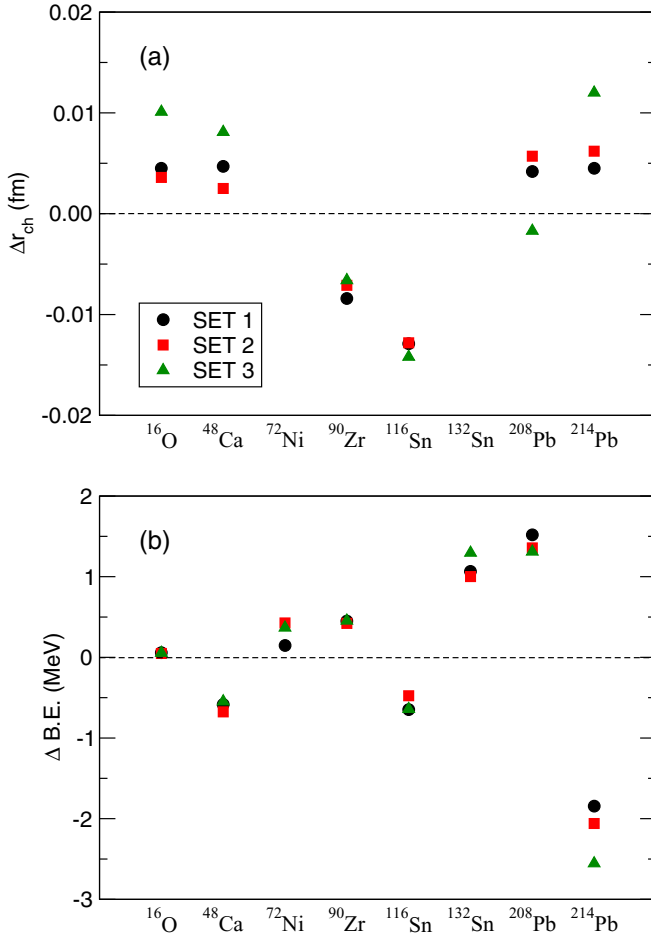 0.02
(a)
0.01
0.00
-0.01
-0.02
Δr_ch (fm)
SET 1
SET 2
SET 3
¹⁶O ⁴⁸Ca ⁷²Ni ⁹⁰Zr ¹¹⁶Sn ¹³²Sn ²⁰⁸Pb ²¹⁴Pb
2
(b)
1
0
-1
-2
-3
Δ B.E. (MeV)
¹⁶O ⁴⁸Ca ⁷²Ni ⁹⁰Zr ¹¹⁶Sn ¹³²Sn ²⁰⁸Pb ²¹⁴Pb